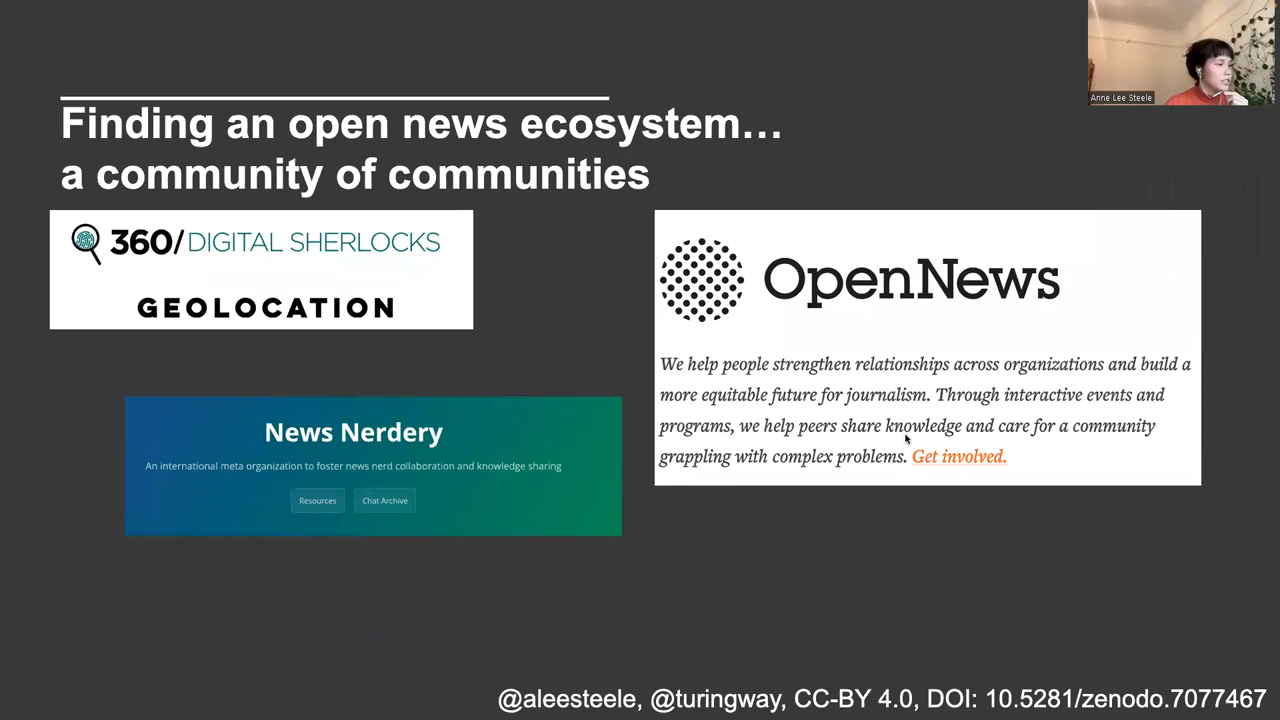 Anne Lee Steele
Finding an open news ecosystem…
a community of communities
360/DIGITAL SHERLOCKS
GEOLOCATION
News Nerdery
An international meta organization to foster news nerd collaboration and knowledge sharing
Resources
Chat Archive
OpenNews
We help people strengthen relationships across organizations and build a
more equitable future for journalism. Through interactive events and
programs, we help peers share knowledge and care for a community
grappling with complex problems. Get involved.
@aleesteele, @turingway, CC-BY 4.0, DOI: 10.5281/zenodo.7077467